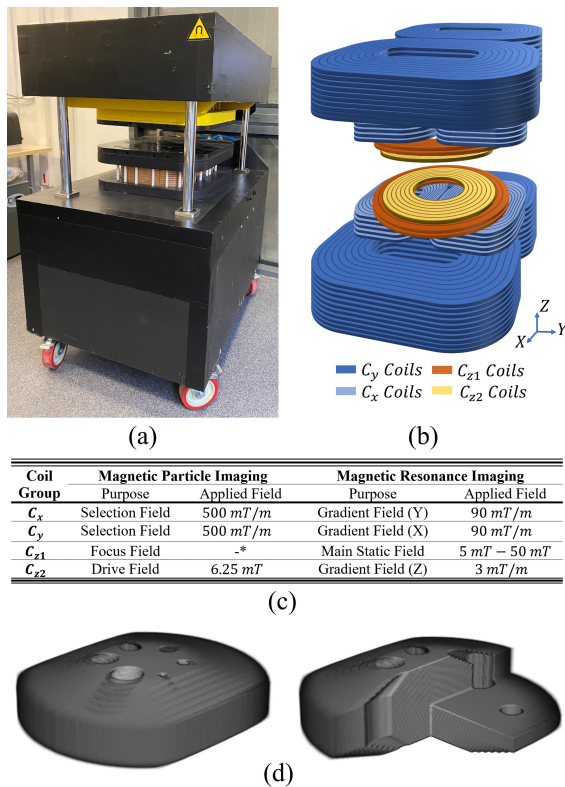 (a)
Z
Y
X
C_y Coils
C_z1 Coils
C_x Coils
C_z2 Coils
(b)
Coil Group Magnetic Particle Imaging Magnetic Resonance Imaging
Purpose Applied Field Purpose Applied Field
C_x Selection Field 500 mT/m Gradient Field (Y) 90 mT/m
C_y Selection Field 500 mT/m Gradient Field (X) 90 mT/m
C_z1 Focus Field -* Main Static Field 5 mT − 50 mT
C_z2 Drive Field 6.25 mT Gradient Field (Z) 3 mT/m
(c)
(d)